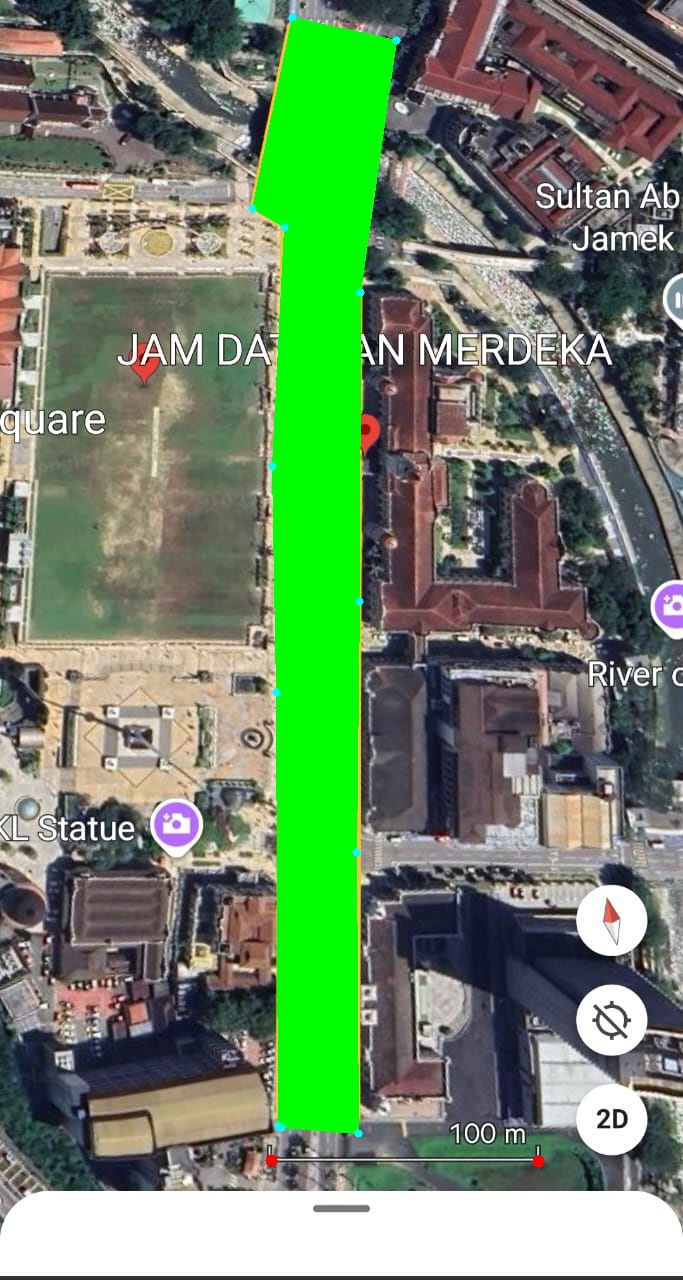 Sultan Ab
Jamek
JAM DAT AN MERDEKA
quare
River c
KL Statue
2D
100 m